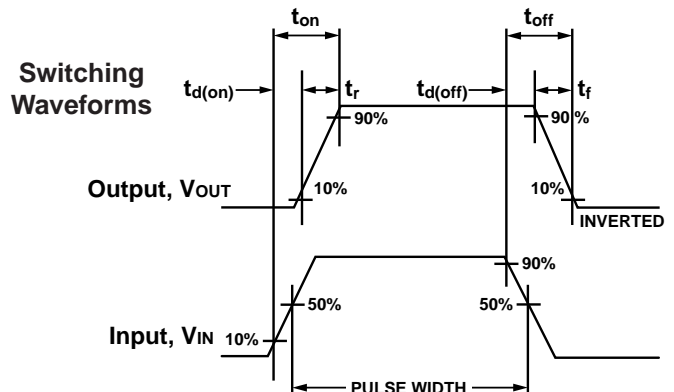 ton
toff
Switching
Waveforms
td(on)
tr
td(off)
tf
90%
90%
Output, VOUT
10%
10%
INVERTED
90%
50%
50%
Input, VIN
10%
PULSE WIDTH